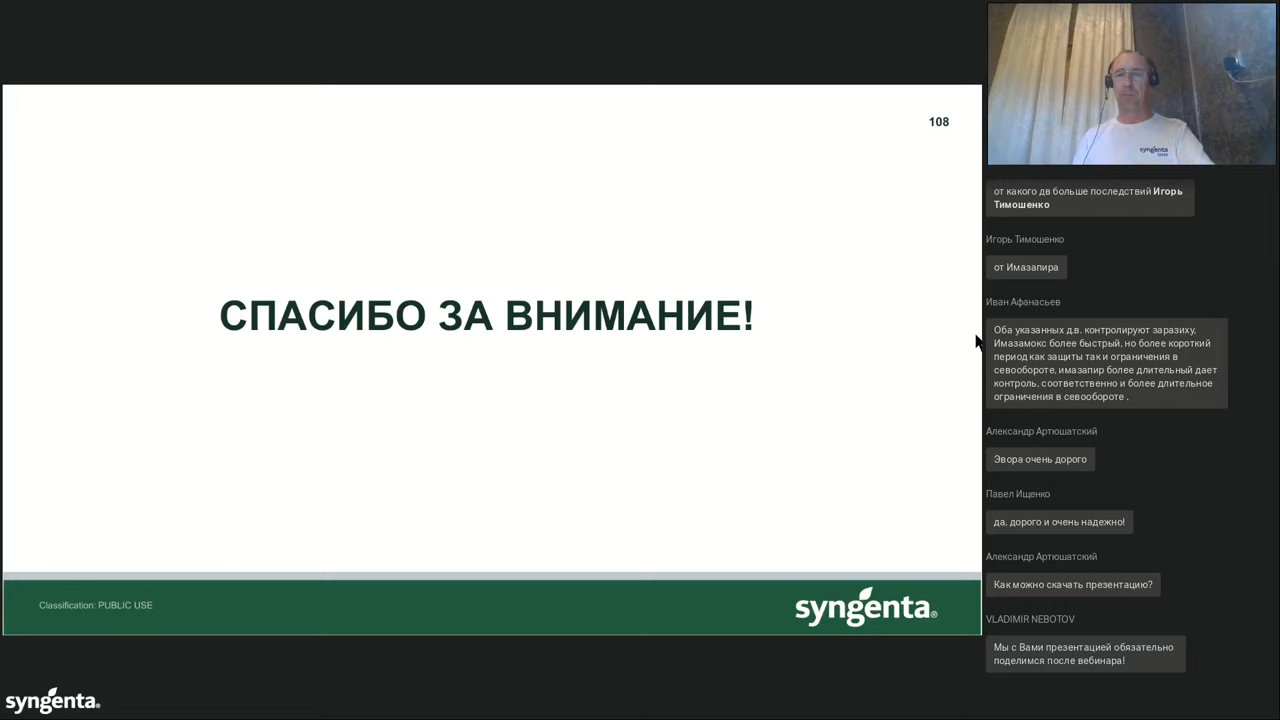 108
СПАСИБО ЗА ВНИМАНИЕ!
Classification: PUBLIC USE
syngenta®
syngenta®
syngenta
от какого дв больше последствий Игорь
Тимошенко
Игорь Тимошенко
от Имазапира
Иван Афанасьев
Оба указанных д.в. контролируют заразиху,
Имазамокс более быстрый, но более короткий
период как защиты так и ограничения в
севообороте, имазапир более длительный дает
контроль, соответственно и более длительное
ограничения в севообороте .
Александр Артюшатский
Эвора очень дорого
Павел Ищенко
да, дорого и очень надежно!
Александр Артюшатский
Как можно скачать презентацию?
VLADIMIR NEBOTOV
Мы с Вами презентацией обязательно
поделимся после вебинара!